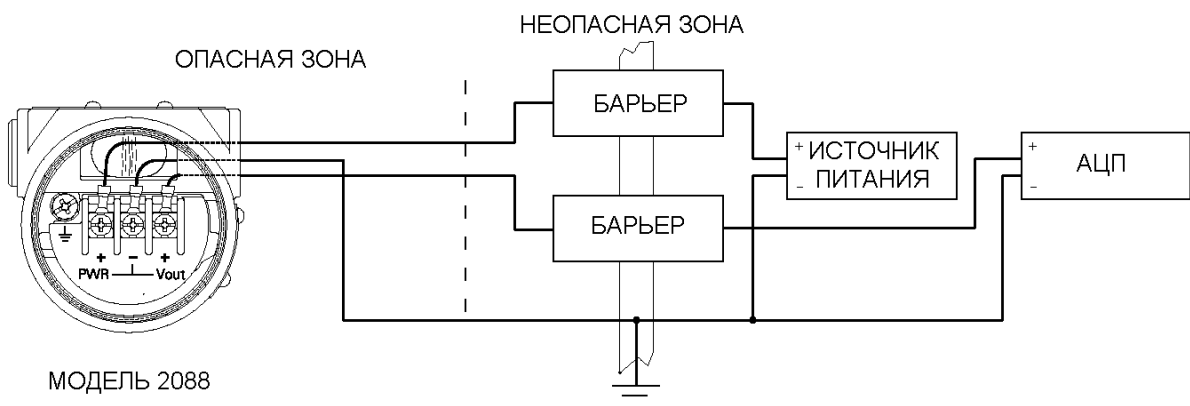 НЕОПАСНАЯ ЗОНА
ОПАСНАЯ ЗОНА
БАРЬЕР
+ ИСТОЧНИК
− ПИТАНИЯ
+ АЦП
−
БАРЬЕР
+ − +
PWR Vout
МОДЕЛЬ 2088